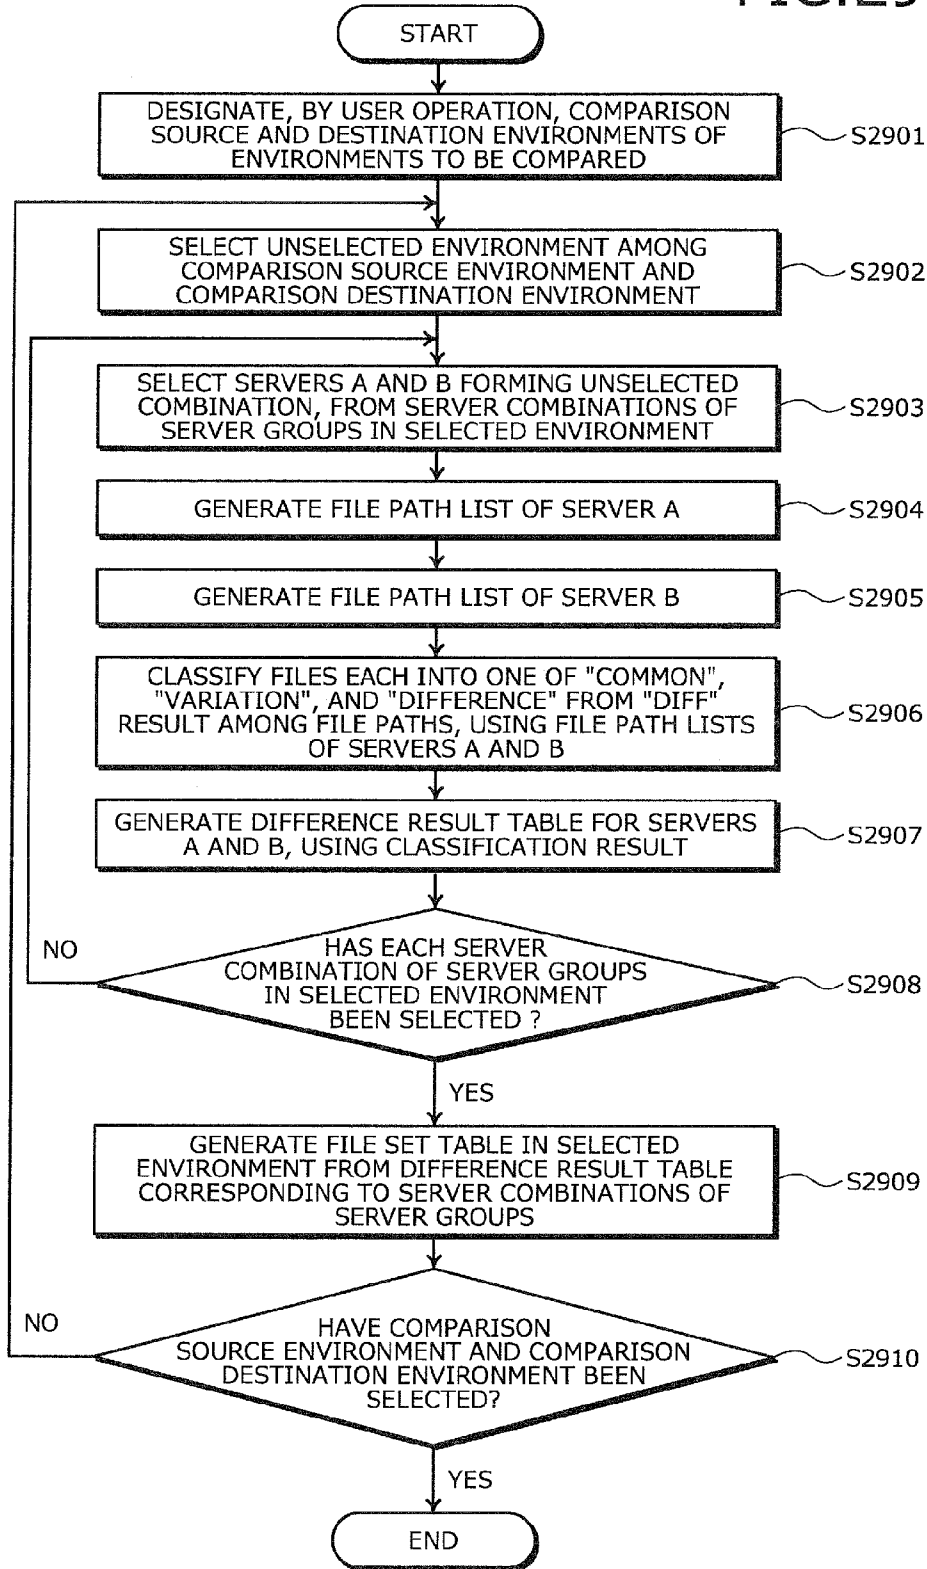 START
DESIGNATE, BY USER OPERATION, COMPARISON
SOURCE AND DESTINATION ENVIRONMENTS OF
ENVIRONMENTS TO BE COMPARED
S2901
SELECT UNSELECTED ENVIRONMENT AMONG
COMPARISON SOURCE ENVIRONMENT AND
COMPARISON DESTINATION ENVIRONMENT
S2902
SELECT SERVERS A AND B FORMING UNSELECTED
COMBINATION, FROM SERVER COMBINATIONS OF
SERVER GROUPS IN SELECTED ENVIRONMENT
S2903
GENERATE FILE PATH LIST OF SERVER A
S2904
GENERATE FILE PATH LIST OF SERVER B
S2905
CLASSIFY FILES EACH INTO ONE OF "COMMON",
"VARIATION", AND "DIFFERENCE" FROM "DIFF"
RESULT AMONG FILE PATHS, USING FILE PATH LISTS
OF SERVERS A AND B
S2906
GENERATE DIFFERENCE RESULT TABLE FOR SERVERS
A AND B, USING CLASSIFICATION RESULT
S2907
NO
HAS EACH SERVER
COMBINATION OF SERVER GROUPS
IN SELECTED ENVIRONMENT
BEEN SELECTED ?
S2908
YES
GENERATE FILE SET TABLE IN SELECTED
ENVIRONMENT FROM DIFFERENCE RESULT TABLE
CORRESPONDING TO SERVER COMBINATIONS OF
SERVER GROUPS
S2909
NO
HAVE COMPARISON
SOURCE ENVIRONMENT AND COMPARISON
DESTINATION ENVIRONMENT BEEN
SELECTED?
S2910
YES
END